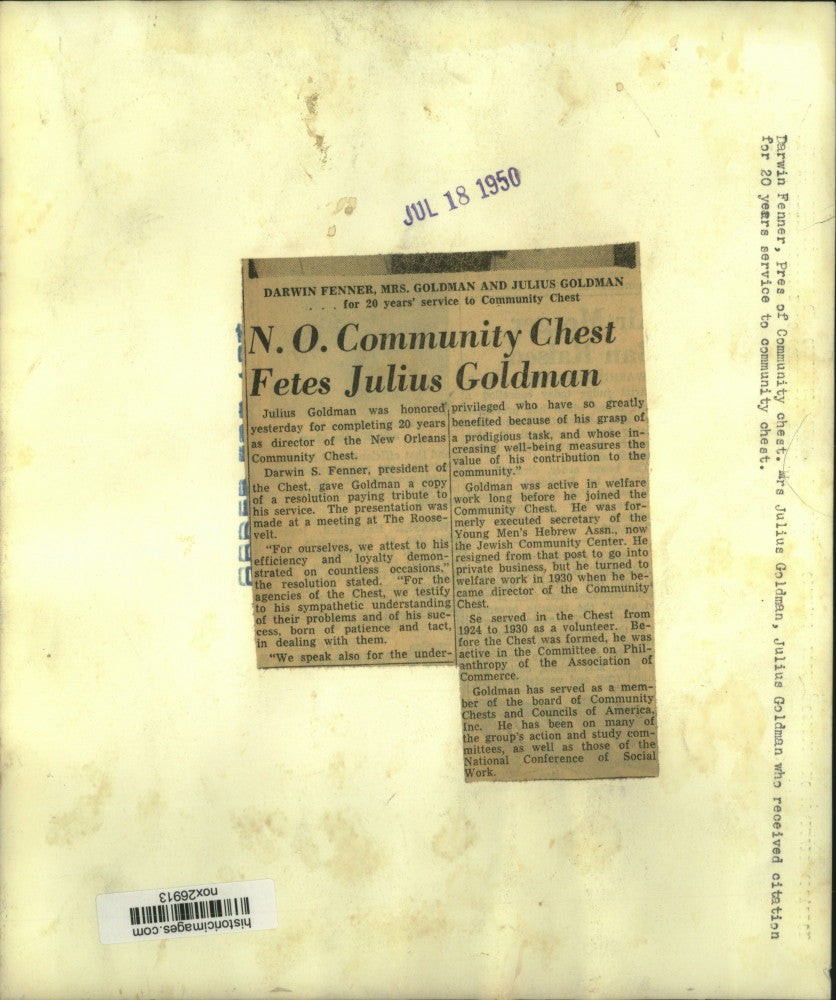 JUL 18 1950
DARWIN FENNER, MRS. GOLDMAN AND JULIUS GOLDMAN
. . . for 20 years' service to Community Chest
N. O. Community Chest
Fetes Julius Goldman
Julius Goldman was honored
yesterday for completing 20 years
as director of the New Orleans
Community Chest.
Darwin S. Fenner, president of
the Chest, gave Goldman a copy
of a resolution paying tribute to
his service. The presentation was
made at a meeting at The Roose-
velt.
"For ourselves, we attest to his
efficiency and loyalty demon-
strated on countless occasions,"
the resolution stated. "For the
agencies of the Chest, we testify
to his sympathetic understanding
of their problems and of his suc-
cess, born of patience and tact,
in dealing with them.
"We speak also for the under-
privileged who have so greatly
benefited because of his grasp of
a prodigious task, and whose in-
creasing well-being measures the
value of his contribution to the
community."
Goldman was active in welfare
work long before he joined the
Community Chest. He was for-
merly executed secretary of the
Young Men's Hebrew Assn., now
the Jewish Community Center. He
resigned from that post to go into
private business, but he turned to
welfare work in 1930 when he be-
came director of the Community
Chest.
Se served in the Chest from
1924 to 1930 as a volunteer. Be-
fore the Chest was formed, he was
active in the Committee on Phil-
anthropy of the Association of
Commerce.
Goldman has served as a mem-
ber of the board of Community
Chests and Councils of America,
Inc. He has been on many of
the group's action and study com-
mittees, as well as those of the
National Conference of Social
Work.
Darwin Fenner, Pres of Community chest. Mrs Julius Goldman, Julius Goldman who received citation
for 20 years service to community chest.
historicimages.com
nox26913